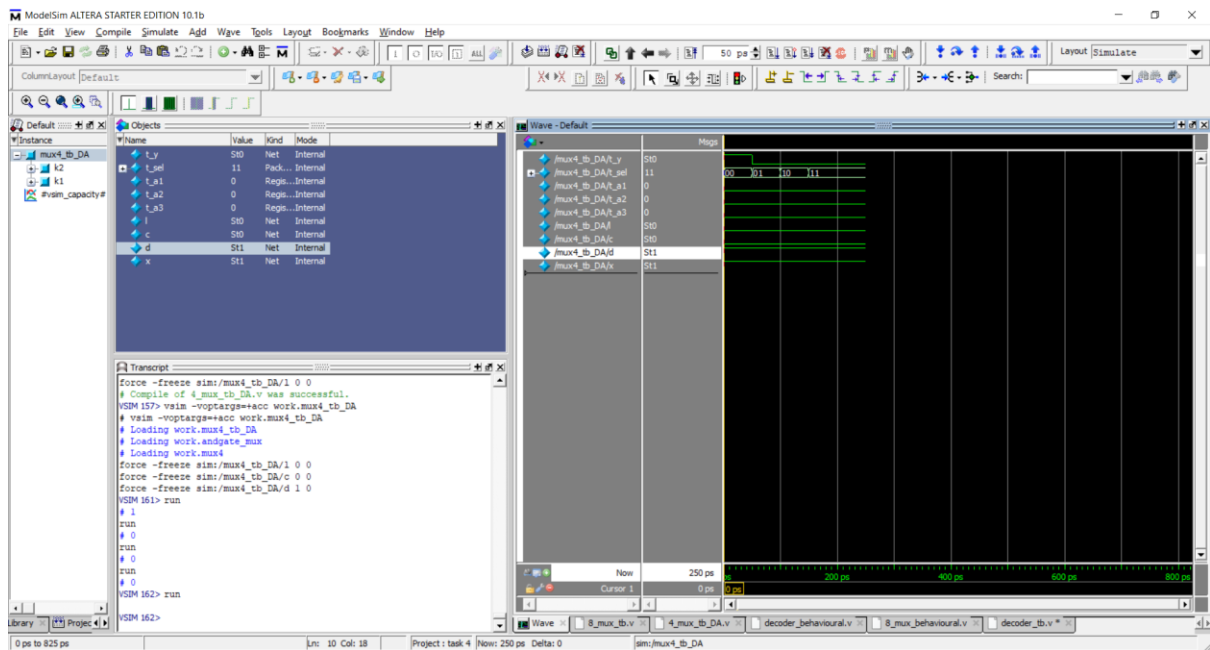 ModelSim ALTERA STARTER EDITION 10.1b
File Edit View Compile Simulate Add Wave Tools Layout Bookmarks Window Help
50 ps
Layout Simulate
ColumnLayout Default
Search:
Default
Instance
mux4_tb_DA
k2
k1
#vsim_capacity#
Objects
Name Value Kind Mode
t_y St0 Net Internal
t_sel 11 Pack... Internal
t_a1 0 Regis... Internal
t_a2 0 Regis... Internal
t_a3 0 Regis... Internal
l St0 Net Internal
c St0 Net Internal
d St1 Net Internal
x St1 Net Internal
Transcript
force -freeze sim:/mux4_tb_DA/l 0 0
# Compile of 4_mux_tb_DA.v was successful.
VSIM 157> vsim -voptargs=+acc work.mux4_tb_DA
# vsim -voptargs=+acc work.mux4_tb_DA
# Loading work.mux4_tb_DA
# Loading work.andgate_mux
# Loading work.mux4
force -freeze sim:/mux4_tb_DA/l 0 0
force -freeze sim:/mux4_tb_DA/c 0 0
force -freeze sim:/mux4_tb_DA/d 1 0
VSIM 161> run
# 1
run
# 0
run
# 0
run
# 0
VSIM 162> run
VSIM 162>
Library Projec
Wave - Default
Msgs
/mux4_tb_DA/t_y St0
/mux4_tb_DA/t_sel 11 00 01 10 11
/mux4_tb_DA/t_a1 0
/mux4_tb_DA/t_a2 0
/mux4_tb_DA/t_a3 0
/mux4_tb_DA/l St0
/mux4_tb_DA/c St0
/mux4_tb_DA/d St1
/mux4_tb_DA/x St1
Now 250 ps 200 ps 400 ps 600 ps 800 ps
Cursor 1 0 ps 0 ps
Wave 8_mux_tb.v 4_mux_tb_DA.v decoder_behavioural.v 8_mux_behavioural.v decoder_tb.v *
0 ps to 825 ps Ln: 10 Col: 18 Project : task 4 Now: 250 ps Delta: 0 sim:/mux4_tb_DA